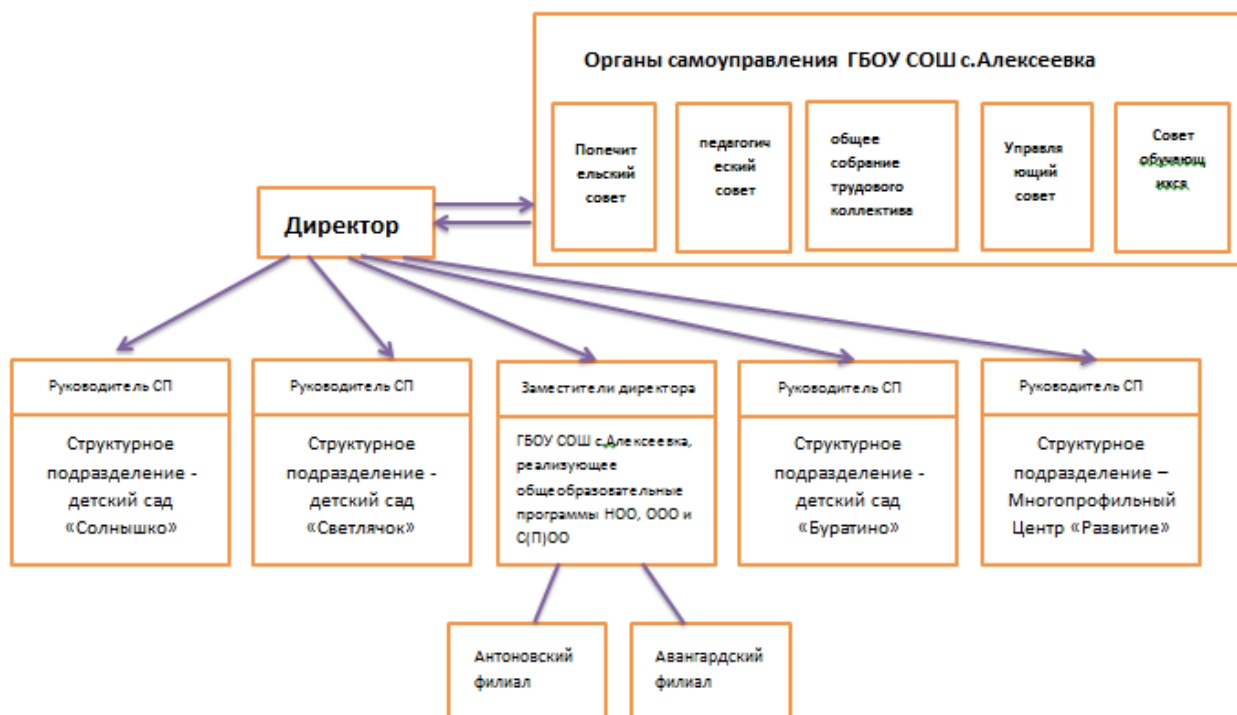 Органы самоуправления ГБОУ СОШ с.Алексеевка
Попечит
ельский
совет
педагогич
еский
совет
общее
собрание
трудового
коллектива
Управля
ющий
совет
Совет
обучающ
ихся
Директор
Руководитель СП
Структурное
подразделение -
детский сад
«Солнышко»
Руководитель СП
Структурное
подразделение -
детский сад
«Светлячок»
Заместители директора
ГБОУ СОШ с.Алексеевка,
реализующее
общеобразовательные
программы НОО, ООО и
С(П)ОО
Руководитель СП
Структурное
подразделение -
детский сад
«Буратино»
Руководитель СП
Структурное
подразделение –
Многопрофильный
Центр «Развитие»
Антоновский
филиал
Авангардский
филиал